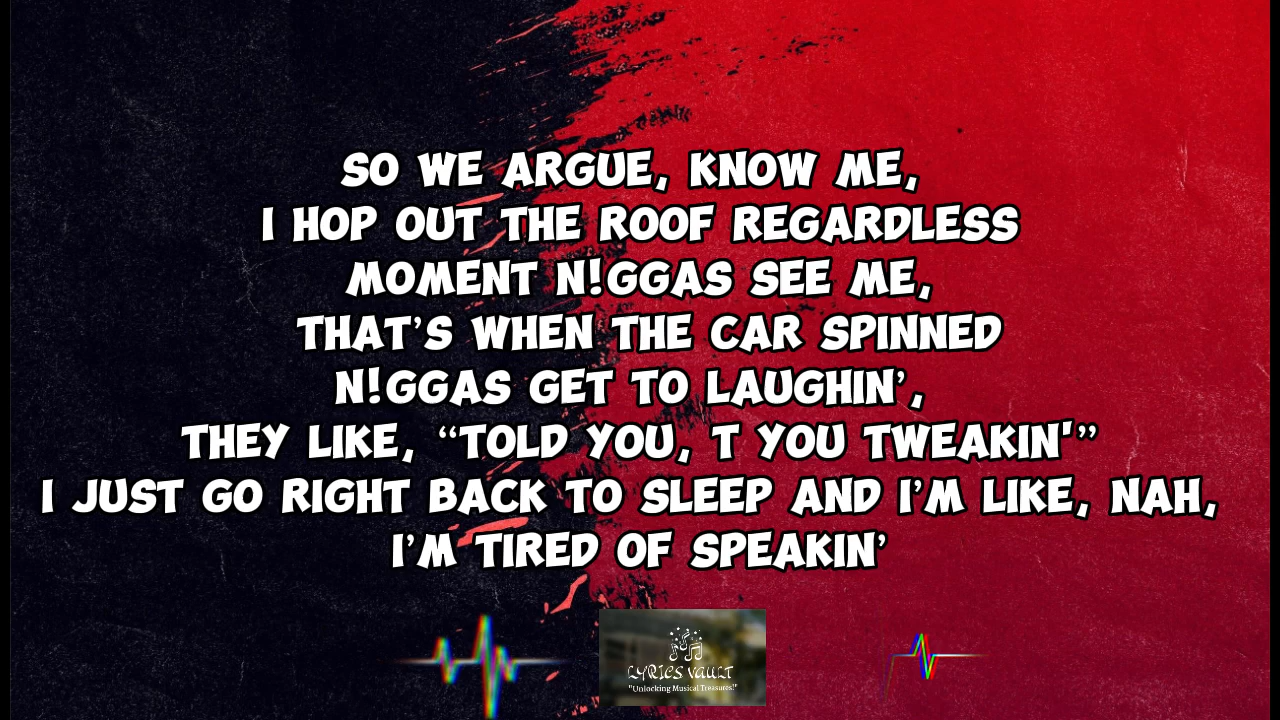 SO WE ARGUE, KNOW ME,
I HOP OUT THE ROOF REGARDLESS
MOMENT N!GGAS SEE ME,
THAT'S WHEN THE CAR SPINNED
N!GGAS GET TO LAUGHIN',
THEY LIKE, “TOLD YOU, T YOU TWEAKIN'”
I JUST GO RIGHT BACK TO SLEEP AND I'M LIKE, NAH,
I'M TIRED OF SPEAKIN'
LYRICS VAULT
"Unlocking Musical Treasures!"